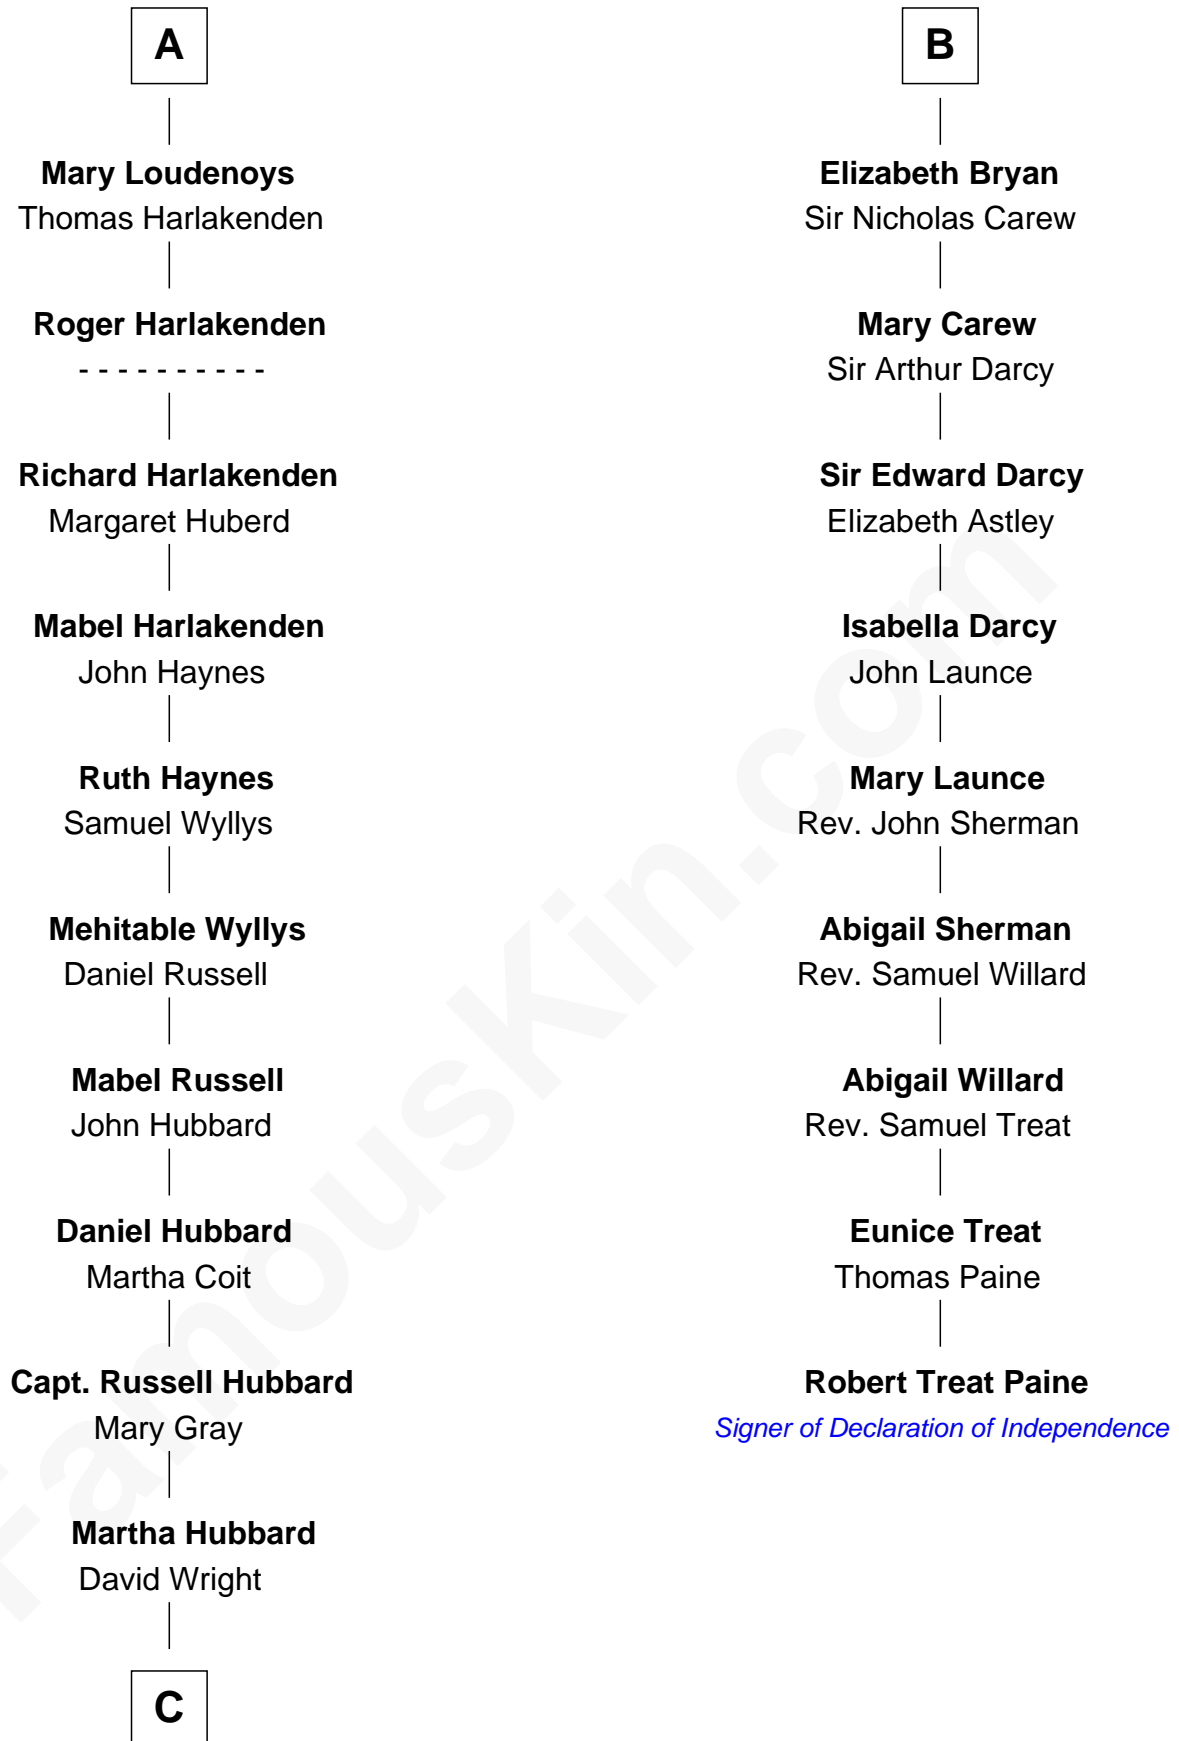 A
Mary Loudenoys
Thomas Harlakenden
Roger Harlakenden
- - - - - - - - - -
Richard Harlakenden
Margaret Huberd
Mabel Harlakenden
John Haynes
Ruth Haynes
Samuel Wyllys
Mehitable Wyllys
Daniel Russell
Mabel Russell
John Hubbard
Daniel Hubbard
Martha Coit
Capt. Russell Hubbard
Mary Gray
Martha Hubbard
David Wright
C
B
Elizabeth Bryan
Sir Nicholas Carew
Mary Carew
Sir Arthur Darcy
Sir Edward Darcy
Elizabeth Astley
Isabella Darcy
John Launce
Mary Launce
Rev. John Sherman
Abigail Sherman
Rev. Samuel Willard
Abigail Willard
Rev. Samuel Treat
Eunice Treat
Thomas Paine
Robert Treat Paine
Signer of Declaration of Independence
FamousKin.com